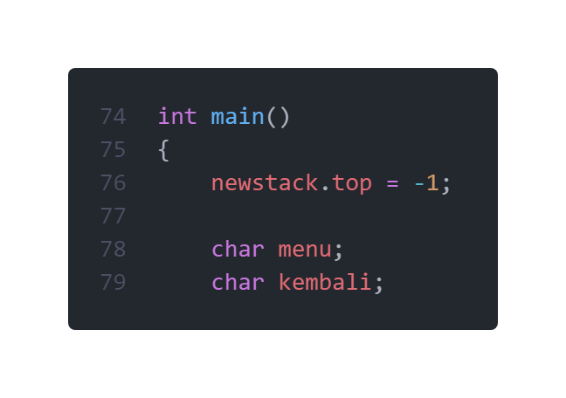 74 int main()
75 {
76     newstack.top = -1;
77
78     char menu;
79     char kembali;